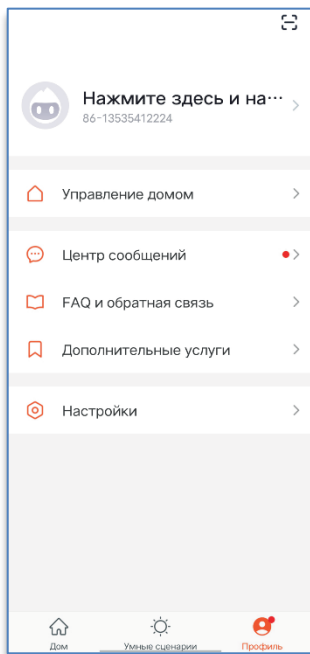 Нажмите здесь и на···
86-13535412224
Управление домом
Центр сообщений
FAQ и обратная связь
Дополнительные услуги
Настройки
Дом Умные сценарии Профиль